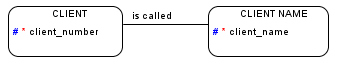 CLIENT
is called
CLIENT NAME
# * client_number
# * client_name